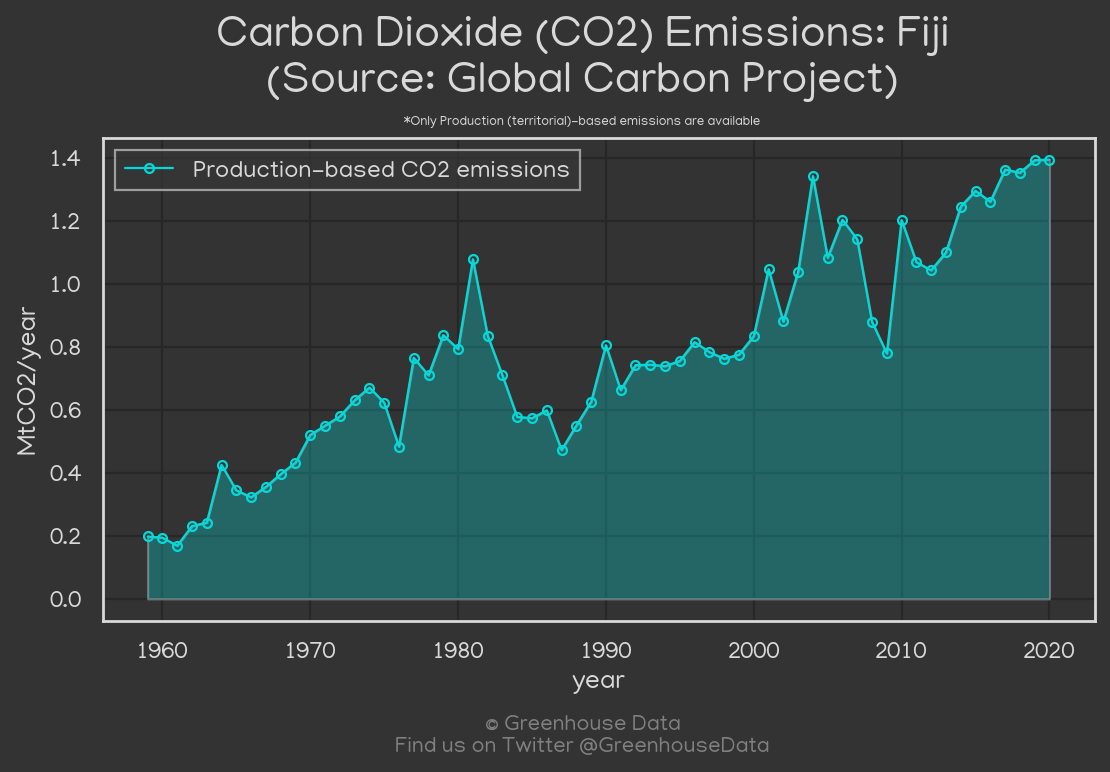 Carbon Dioxide (CO2) Emissions: Fiji
(Source: Global Carbon Project)
*Only Production (territorial)-based emissions are available
Production-based CO2 emissions
1.4
1.2
1.0
0.8
0.6
0.4
0.2
0.0
MtCO2/year
1960 1970 1980 1990 2000 2010 2020
year
© Greenhouse Data
Find us on Twitter @GreenhouseData